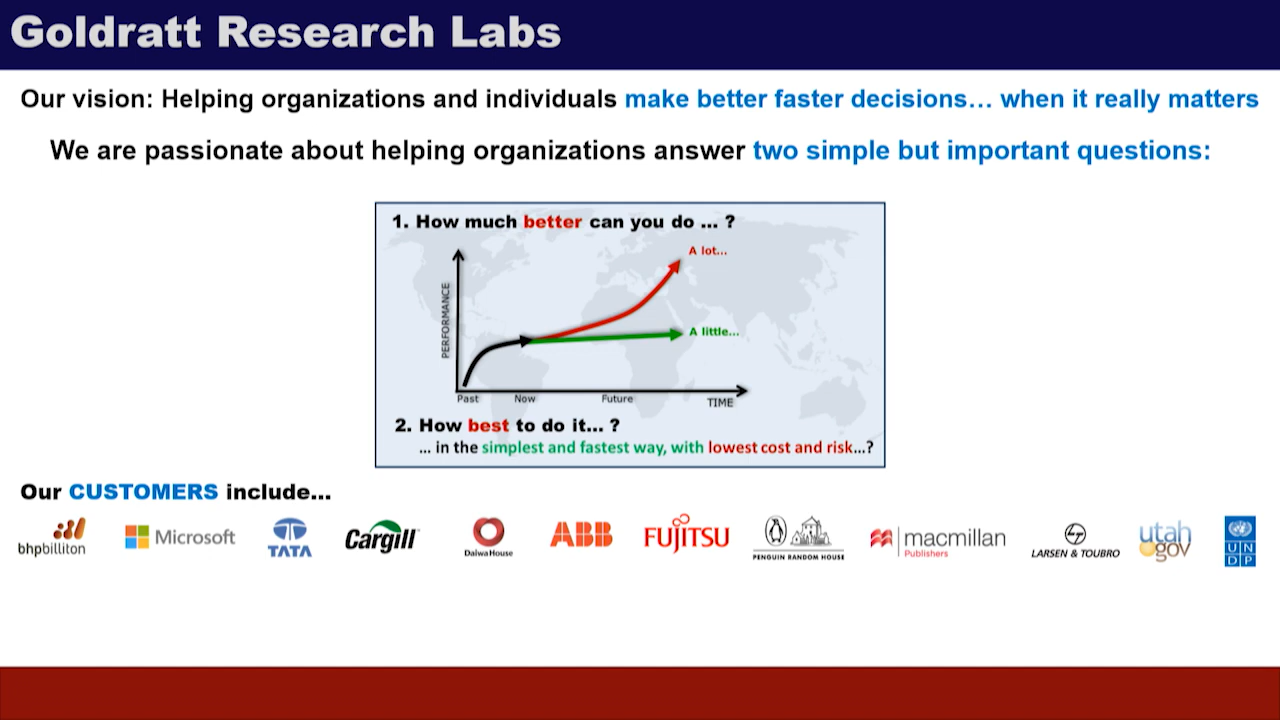 Goldratt Research Labs
Our vision: Helping organizations and individuals make better faster decisions... when it really matters
We are passionate about helping organizations answer two simple but important questions:
1. How much better can you do ... ?
A lot...
PERFORMANCE
A little...
Past Now Future TIME
2. How best to do it... ?
... in the simplest and fastest way, with lowest cost and risk...?
Our CUSTOMERS include...
bhpbilliton
Microsoft
TATA
Cargill
Daiwa House
ABB
FUJITSU
PENGUIN RANDOM HOUSE
macmillan
Publishers
LARSEN & TOUBRO
utah
gov
UN
DP